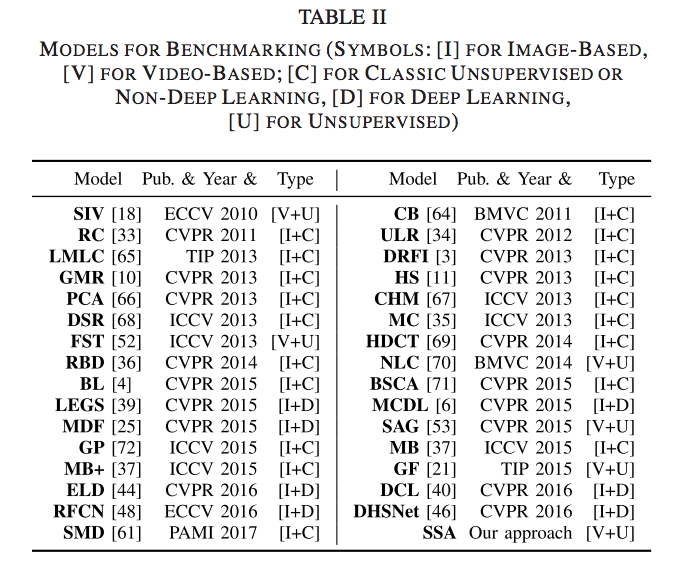 TABLE II
MODELS FOR BENCHMARKING (SYMBOLS: [I] FOR IMAGE-BASED,
[V] FOR VIDEO-BASED; [C] FOR CLASSIC UNSUPERVISED OR
NON-DEEP LEARNING, [D] FOR DEEP LEARNING,
[U] FOR UNSUPERVISED)
Model Pub. & Year & Type | Model Pub. & Year & Type
SIV [18] ECCV 2010 [V+U] CB [64] BMVC 2011 [I+C]
RC [33] CVPR 2011 [I+C] ULR [34] CVPR 2012 [I+C]
LMLC [65] TIP 2013 [I+C] DRFI [3] CVPR 2013 [I+C]
GMR [10] CVPR 2013 [I+C] HS [11] CVPR 2013 [I+C]
PCA [66] CVPR 2013 [I+C] CHM [67] ICCV 2013 [I+C]
DSR [68] ICCV 2013 [I+C] MC [35] ICCV 2013 [I+C]
FST [52] ICCV 2013 [V+U] HDCT [69] CVPR 2014 [I+C]
RBD [36] CVPR 2014 [I+C] NLC [70] BMVC 2014 [V+U]
BL [4] CVPR 2015 [I+C] BSCA [71] CVPR 2015 [I+C]
LEGS [39] CVPR 2015 [I+D] MCDL [6] CVPR 2015 [I+D]
MDF [25] CVPR 2015 [I+D] SAG [53] CVPR 2015 [V+U]
GP [72] ICCV 2015 [I+C] MB [37] ICCV 2015 [I+C]
MB+ [37] ICCV 2015 [I+C] GF [21] TIP 2015 [V+U]
ELD [44] CVPR 2016 [I+D] DCL [40] CVPR 2016 [I+D]
RFCN [48] ECCV 2016 [I+D] DHSNet [46] CVPR 2016 [I+D]
SMD [61] PAMI 2017 [I+C] SSA Our approach [V+U]